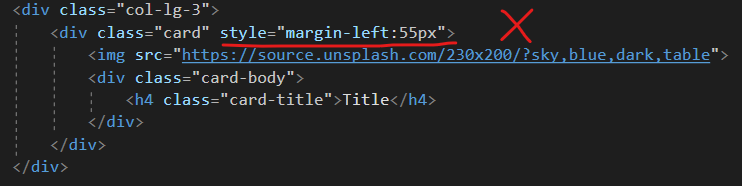 <div class="col-lg-3">
<div class="card" style="margin-left:55px">
<img src="https://source.unsplash.com/230x200/?sky,blue,dark,table">
<div class="card-body">
<h4 class="card-title">Title</h4>
</div>
</div>
</div>